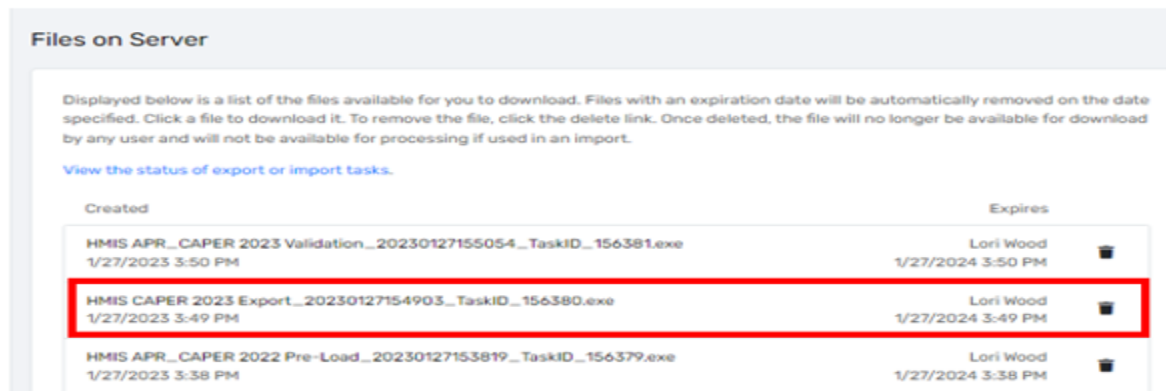 Files on Server
Displayed below is a list of the files available for you to download. Files with an expiration date will be automatically removed on the date
specified. Click a file to download it. To remove the file, click the delete link. Once deleted, the file will no longer be available for download
by any user and will not be available for processing if used in an import.
View the status of export or import tasks.
Created Expires
HMIS APR_CAPER 2023 Validation_20230127155054_TaskID_156381.exe Lori Wood
1/27/2023 3:50 PM 1/27/2024 3:50 PM
HMIS CAPER 2023 Export_20230127154903_TaskID_156380.exe Lori Wood
1/27/2023 3:49 PM 1/27/2024 3:49 PM
HMIS APR_CAPER 2022 Pre-Load_20230127153819_TaskID_156379.exe Lori Wood
1/27/2023 3:38 PM 1/27/2024 3:38 PM